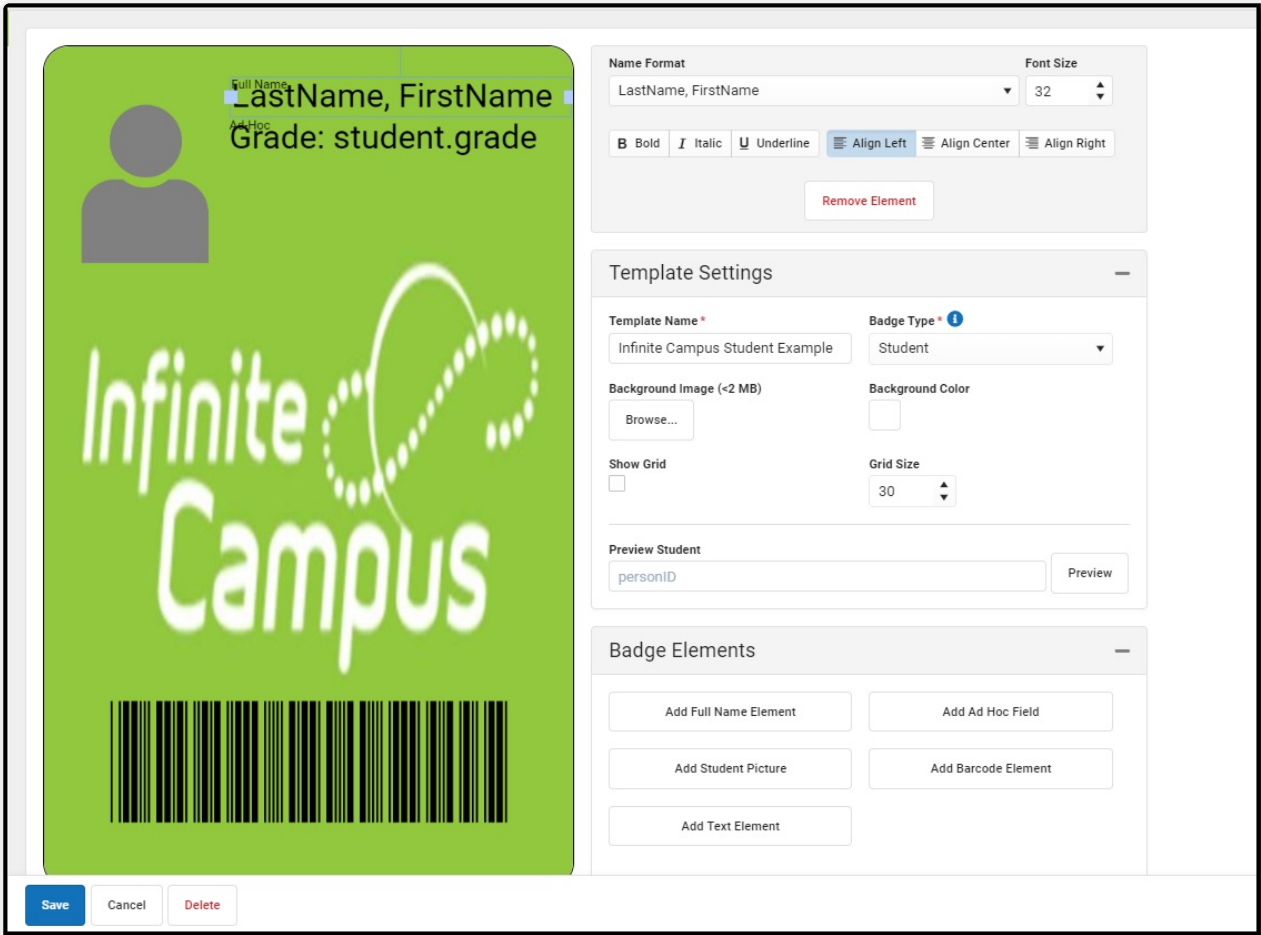 Full Name
LastName, FirstName
Ad Hoc
Grade: student.grade
Infinite
Campus
Name Format
Font Size
LastName, FirstName
32
B Bold
I Italic
U Underline
Align Left
Align Center
Align Right
Remove Element
Template Settings
Template Name *
Badge Type *
Infinite Campus Student Example
Student
Background Image (<2 MB)
Background Color
Browse...
Show Grid
Grid Size
30
Preview Student
personID
Preview
Badge Elements
Add Full Name Element
Add Ad Hoc Field
Add Student Picture
Add Barcode Element
Add Text Element
Save
Cancel
Delete